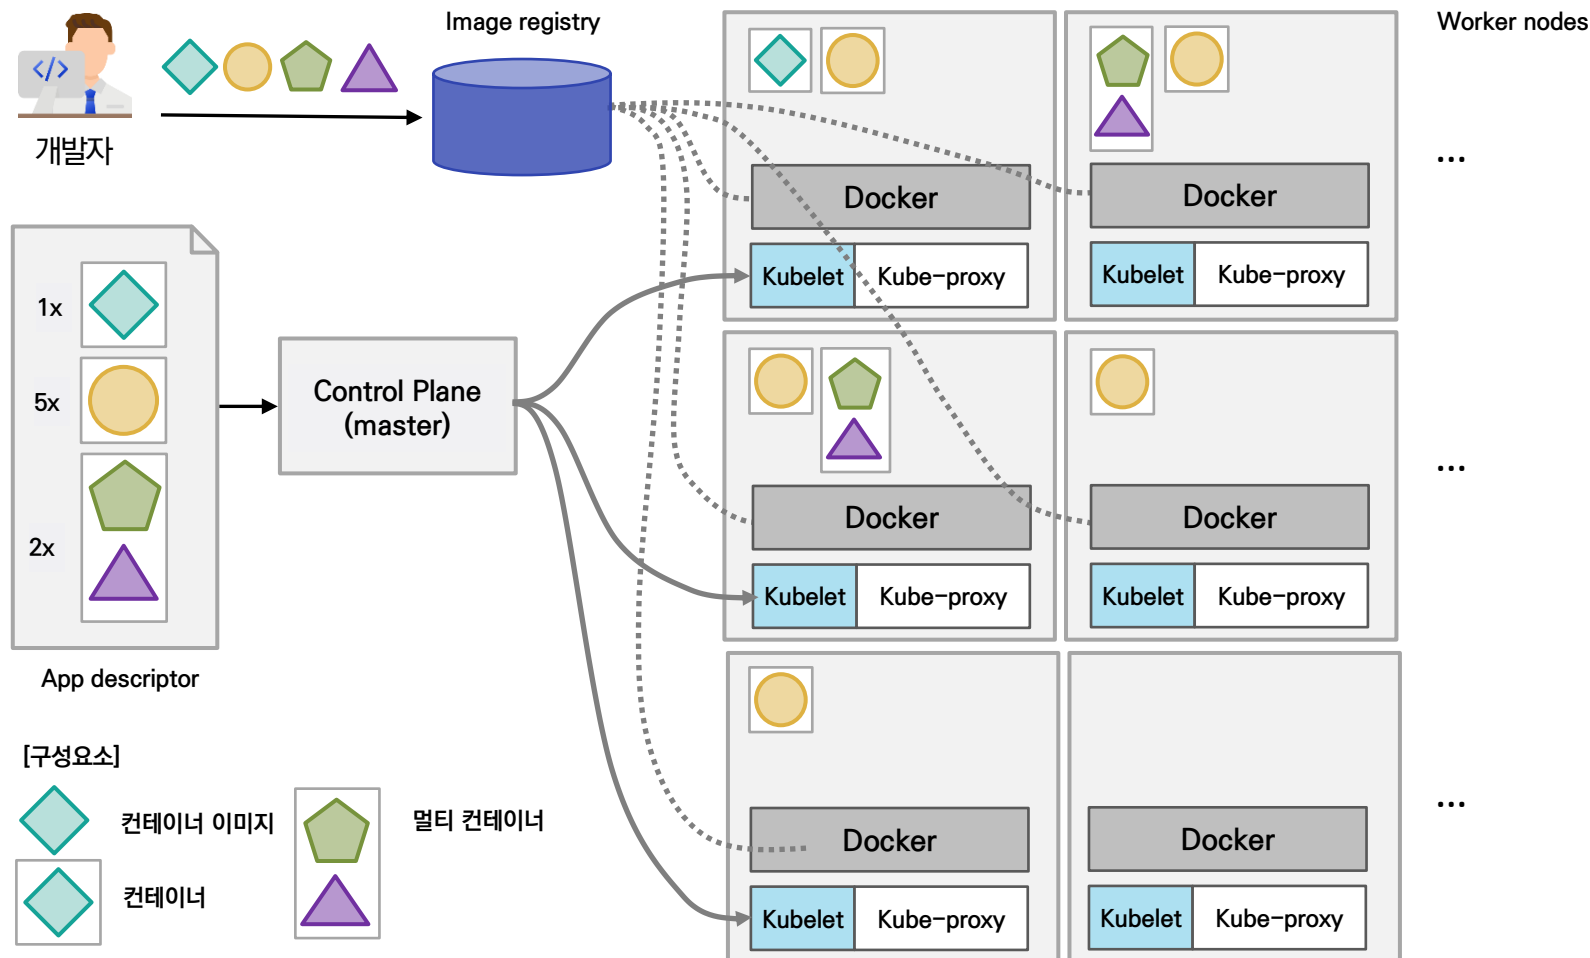 Image registry
Worker nodes
</>
개발자
Docker
Kubelet
Kube-proxy
Docker
Kubelet
Kube-proxy
...
1x
5x
2x
App descriptor
Control Plane
(master)
Docker
Kubelet
Kube-proxy
Docker
Kubelet
Kube-proxy
...
[구성요소]
컨테이너 이미지
멀티 컨테이너
컨테이너
Docker
Kubelet
Kube-proxy
Docker
Kubelet
Kube-proxy
...